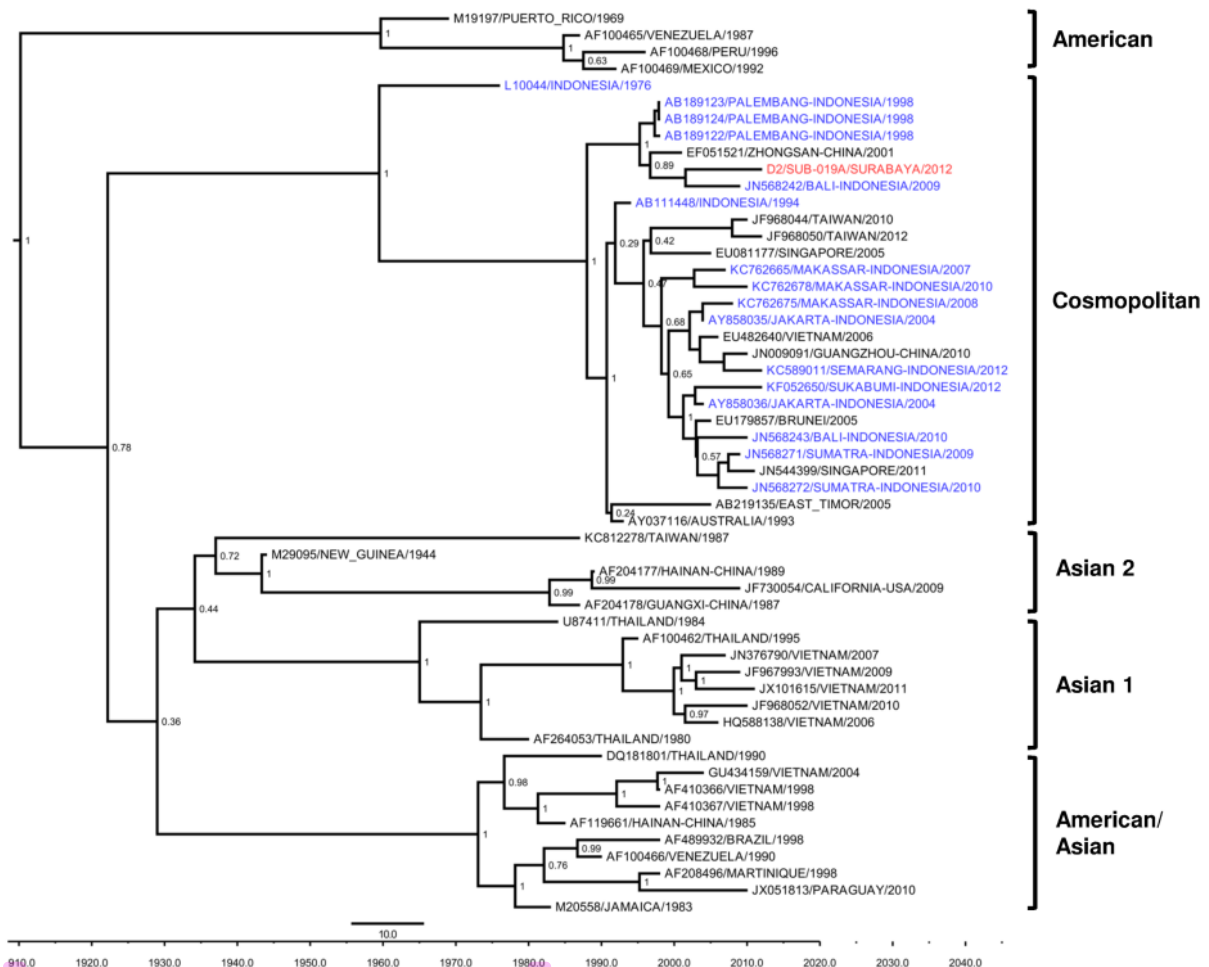 M19197/PUERTO_RICO/1969
1
AF100465/VENEZUELA/1987
American
1
AF100468/PERU/1996
0.63
AF100469/MEXICO/1992
L10044/INDONESIA/1976
AB189123/PALEMBANG-INDONESIA/1998
AB189124/PALEMBANG-INDONESIA/1998
AB189122/PALEMBANG-INDONESIA/1998
1
EF051521/ZHONGSAN-CHINA/2001
0.89
D2/SUB-019A/SURABAYA/2012
1
JN568242/BALI-INDONESIA/2009
AB111448/INDONESIA/1994
JF968044/TAIWAN/2010
1
0.29
0.42
JF968050/TAIWAN/2012
EU081177/SINGAPORE/2005
1
KC762665/MAKASSAR-INDONESIA/2007
0.47
KC762678/MAKASSAR-INDONESIA/2010
Cosmopolitan
KC762675/MAKASSAR-INDONESIA/2008
0.68
AY858035/JAKARTA-INDONESIA/2004
EU482640/VIETNAM/2006
JN009091/GUANGZHOU-CHINA/2010
0.65
KC589011/SEMARANG-INDONESIA/2012
1
KF052650/SUKABUMI-INDONESIA/2012
AY858036/JAKARTA-INDONESIA/2004
1
EU179857/BRUNEI/2005
JN568243/BALI-INDONESIA/2010
0.78
0.57
JN568271/SUMATRA-INDONESIA/2009
JN544399/SINGAPORE/2011
JN568272/SUMATRA-INDONESIA/2010
AB219135/EAST_TIMOR/2005
0.24
AY037116/AUSTRALIA/1993
KC812278/TAIWAN/1987
0.72
M29095/NEW_GUINEA/1944
1
AF204177/HAINAN-CHINA/1989
Asian 2
0.99
JF730054/CALIFORNIA-USA/2009
0.99
AF204178/GUANGXI-CHINA/1987
0.44
U87411/THAILAND/1984
AF100462/THAILAND/1995
JN376790/VIETNAM/2007
1
1
1
JF967993/VIETNAM/2009
1
JX101615/VIETNAM/2011
Asian 1
1
1
JF968052/VIETNAM/2010
0.97
HQ588138/VIETNAM/2006
0.36
AF264053/THAILAND/1980
DQ181801/THAILAND/1990
GU434159/VIETNAM/2004
0.98
1
AF410366/VIETNAM/1998
1
AF410367/VIETNAM/1998
1
AF119661/HAINAN-CHINA/1985
American/
Asian
1
AF489932/BRAZIL/1998
0.99
AF100466/VENEZUELA/1990
0.76
AF208496/MARTINIQUE/1998
1
1
JX051813/PARAGUAY/2010
M20558/JAMAICA/1983
10.0
910.0 1920.0 1930.0 1940.0 1950.0 1960.0 1970.0 1980.0 1990.0 2000.0 2010.0 2020.0 2030.0 2040.0